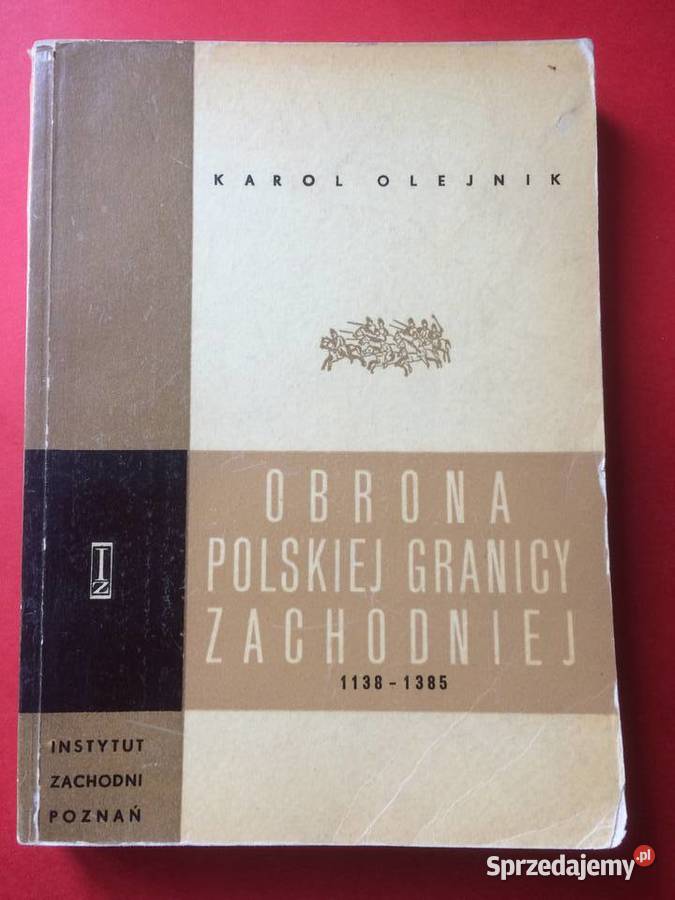 KAROL OLEJNIK
OBRONA
POLSKIEJ GRANICY
ZACHODNIEJ
1138-1385
IZ
INSTYTUT
ZACHODNI
POZNAŃ
Sprzedajemy.pl